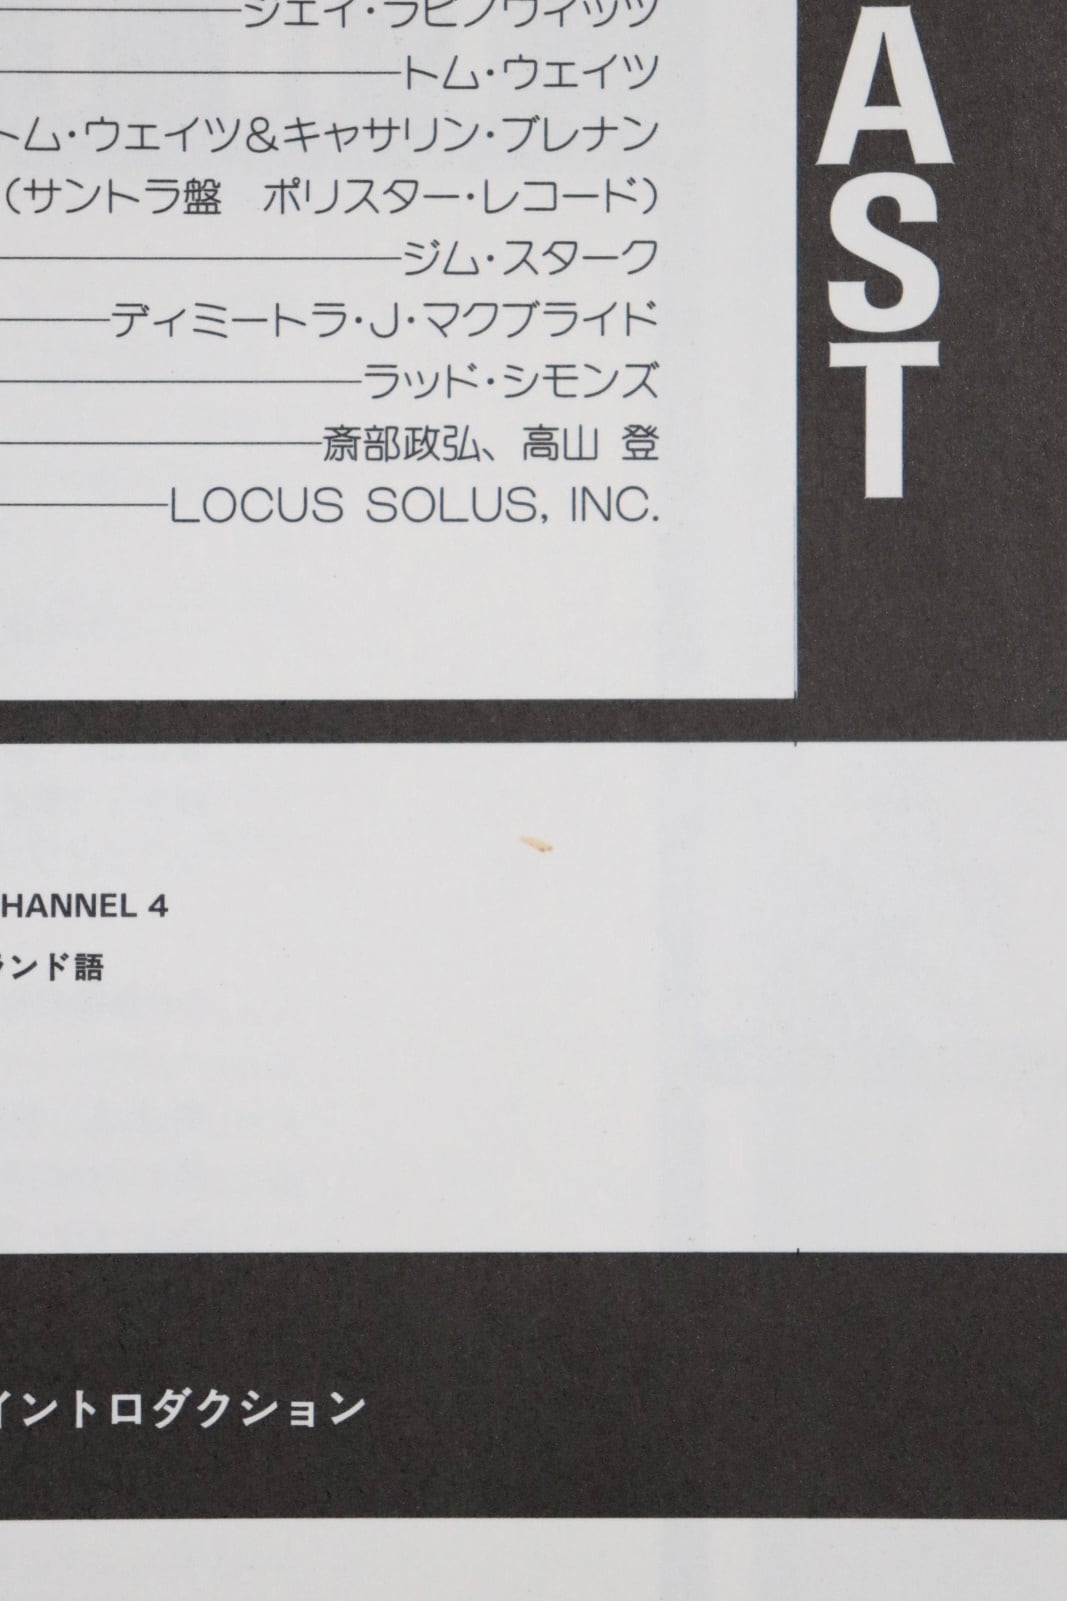 ジェイ・ラビノウィッツ
トム・ウェイツ
トム・ウェイツ&キャサリン・ブレナン
(サントラ盤　ポリスター・レコード)
ジム・スターク
ディミートラ・J・マクブライド
ラッド・シモンズ
斎部政弘、高山 登
LOCUS SOLUS, INC.
AST
HANNEL 4
ランド語
イントロダクション